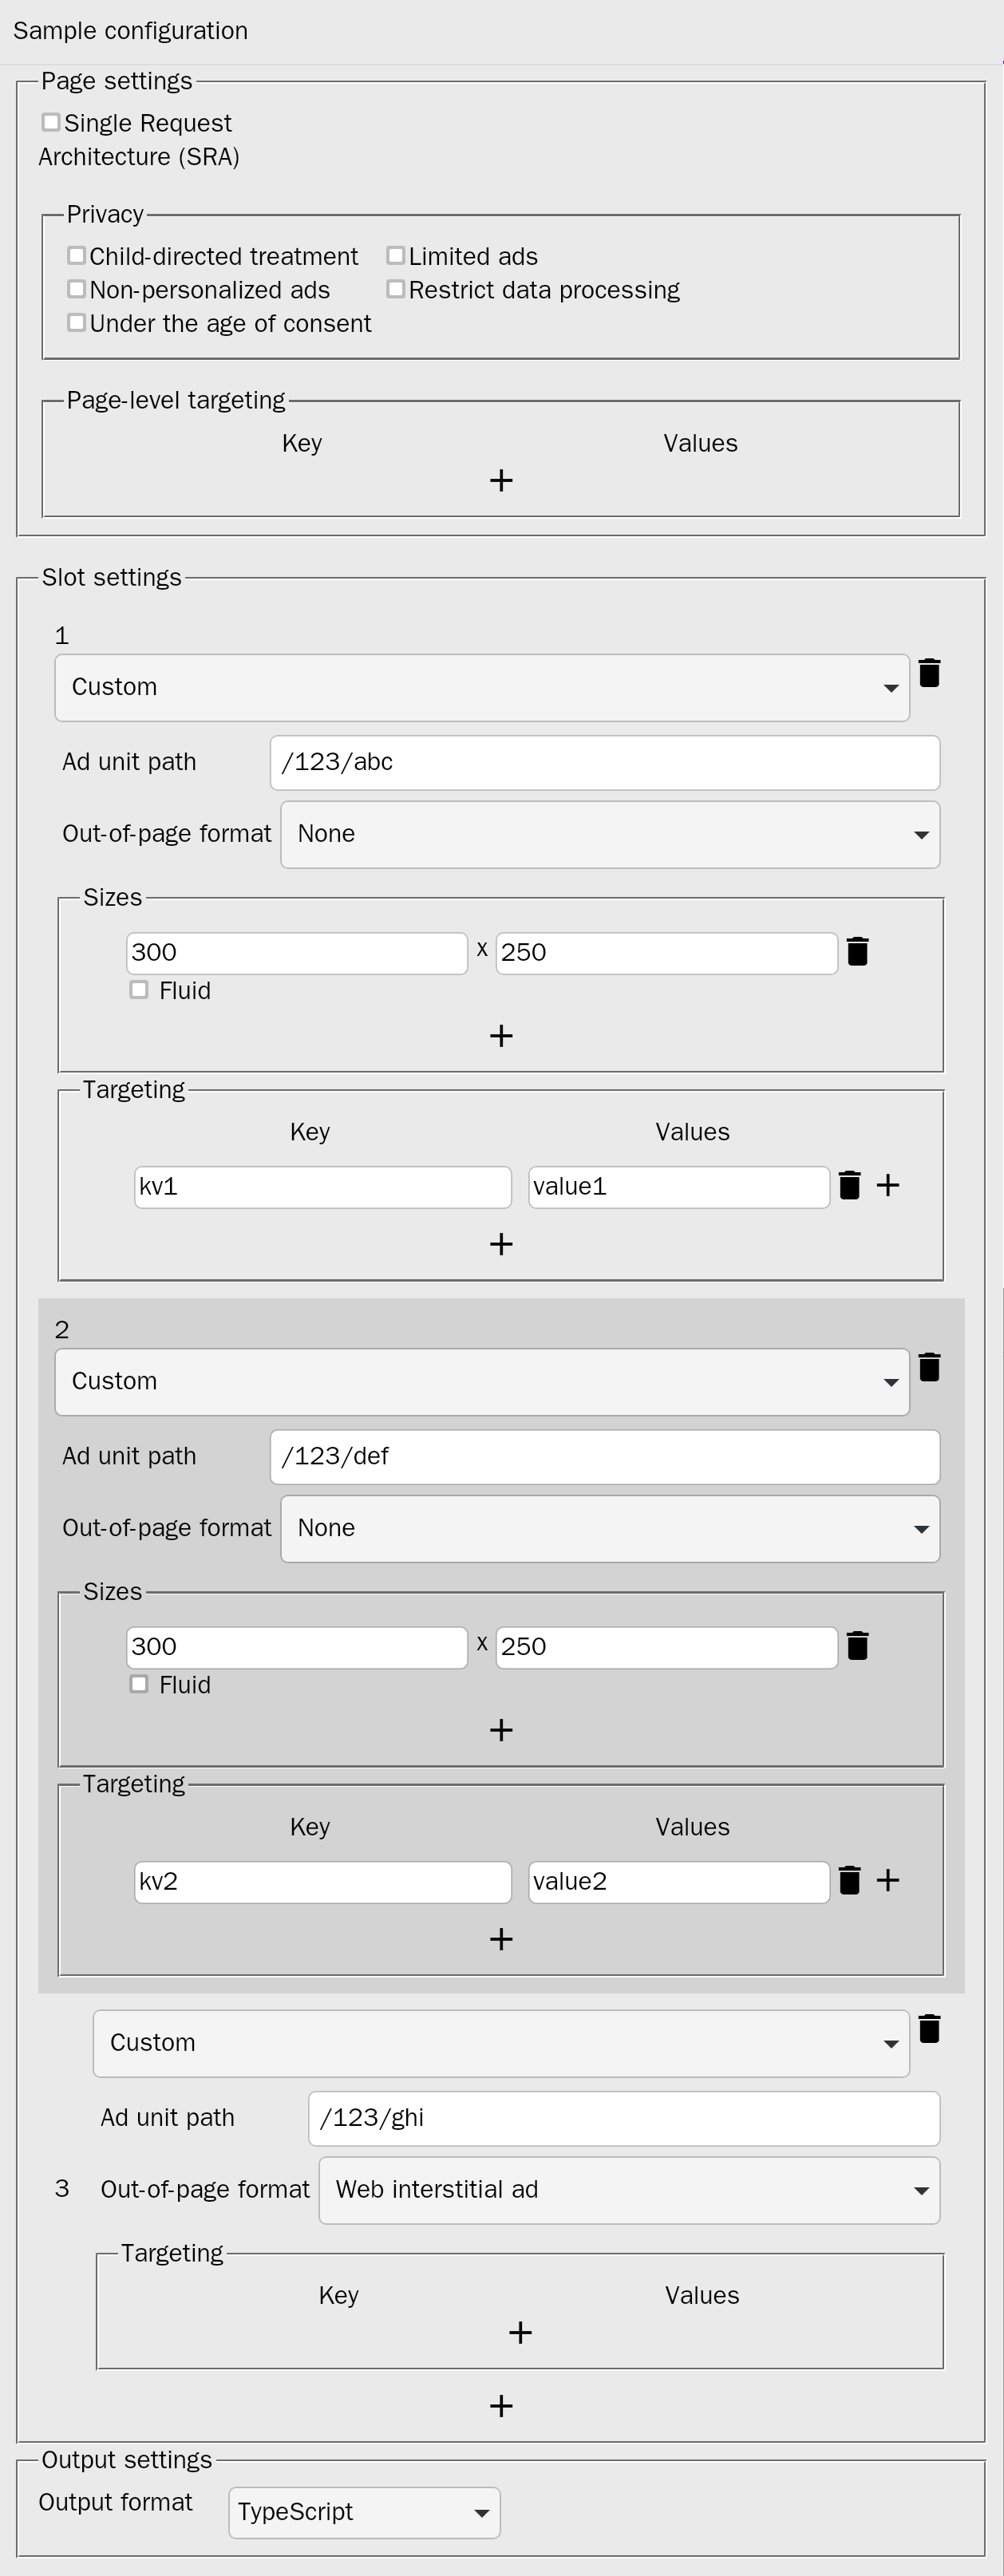 Sample configuration
Page settings
Single Request
Architecture (SRA)
Privacy
Child-directed treatment Limited ads
Non-personalized ads Restrict data processing
Under the age of consent
Page-level targeting
Key Values
+
Slot settings
1
Custom
Ad unit path /123/abc
Out-of-page format None
Sizes
300 x 250
Fluid
+
Targeting
Key Values
kv1 value1 +
+
2
Custom
Ad unit path /123/def
Out-of-page format None
Sizes
300 x 250
Fluid
+
Targeting
Key Values
kv2 value2 +
+
Custom
Ad unit path /123/ghi
3 Out-of-page format Web interstitial ad
Targeting
Key Values
+
+
Output settings
Output format TypeScript